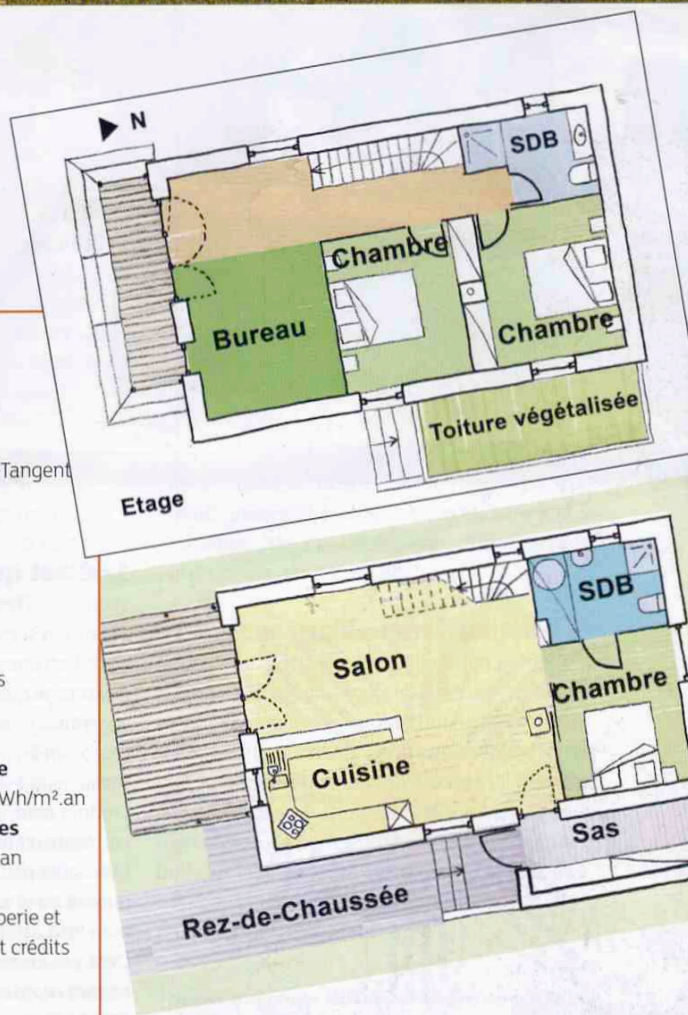 N
SDB
Chambre
Bureau
Chambre
Toiture végétalisée
Etage
Tangent
SDB
Salon
Chambre
Cuisine
Sas
Rez-de-Chaussée
Wh/m².an
es
an
perie et
t crédits